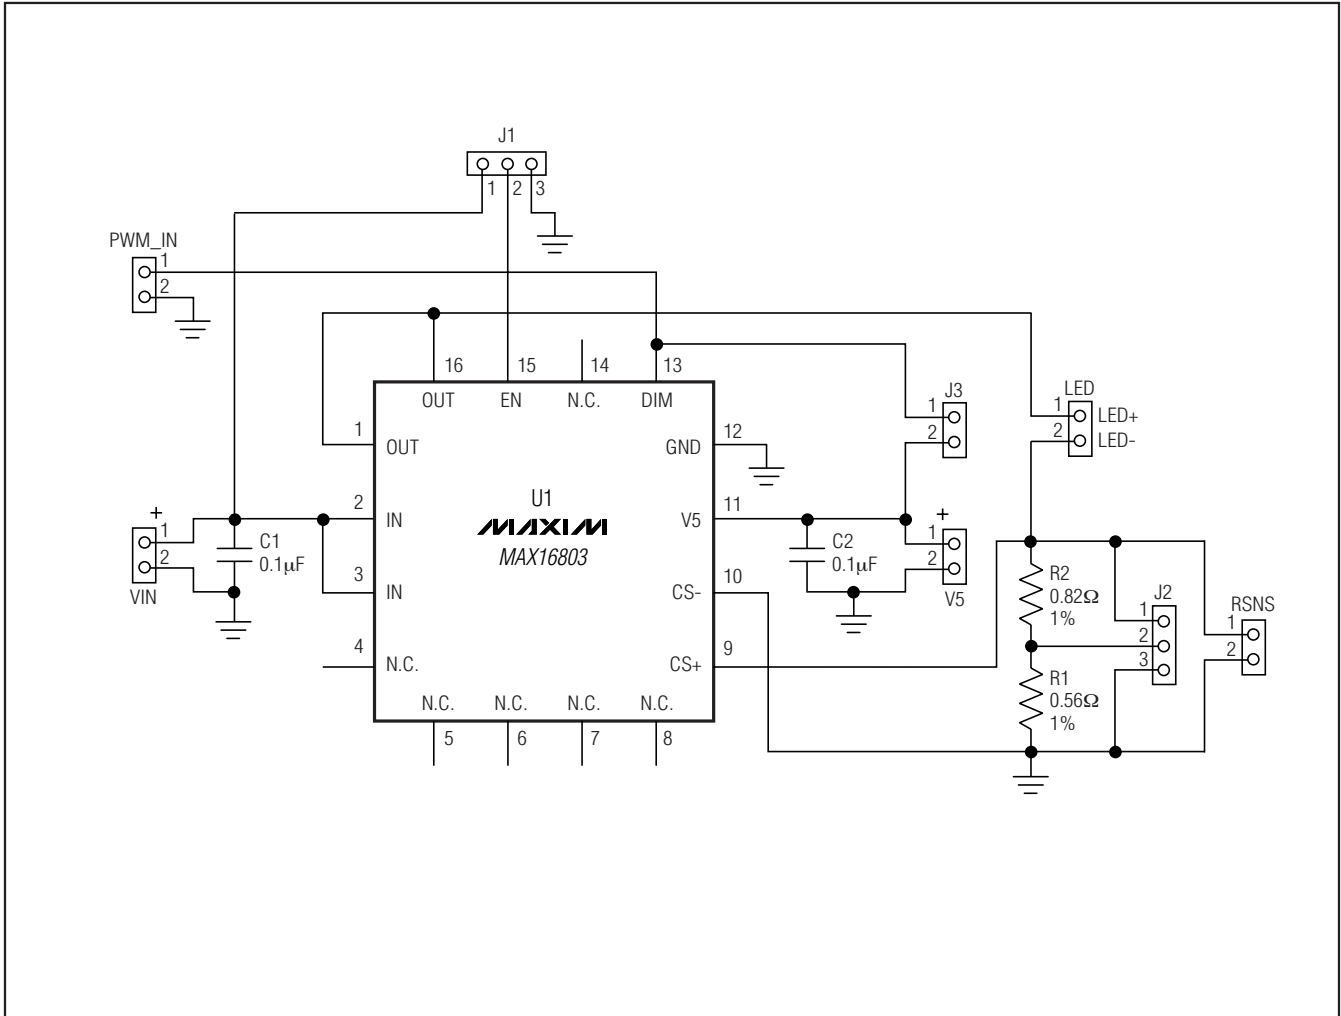 J1
1 2 3
PWM_IN
1
2
16 15 14 13
OUT EN N.C. DIM
J3
1
2
LED
1 LED+
2 LED-
1 OUT
GND 12
U1
MAXIM
MAX16803
2 IN
V5 11
+
1
2
VIN
C1
0.1µF
C2
0.1µF
+
1
2
V5
3 IN
CS- 10
4 N.C.
CS+ 9
N.C. N.C. N.C. N.C.
5 6 7 8
R2
0.82Ω
1%
J2
1
2
3
RSNS
1
2
R1
0.56Ω
1%